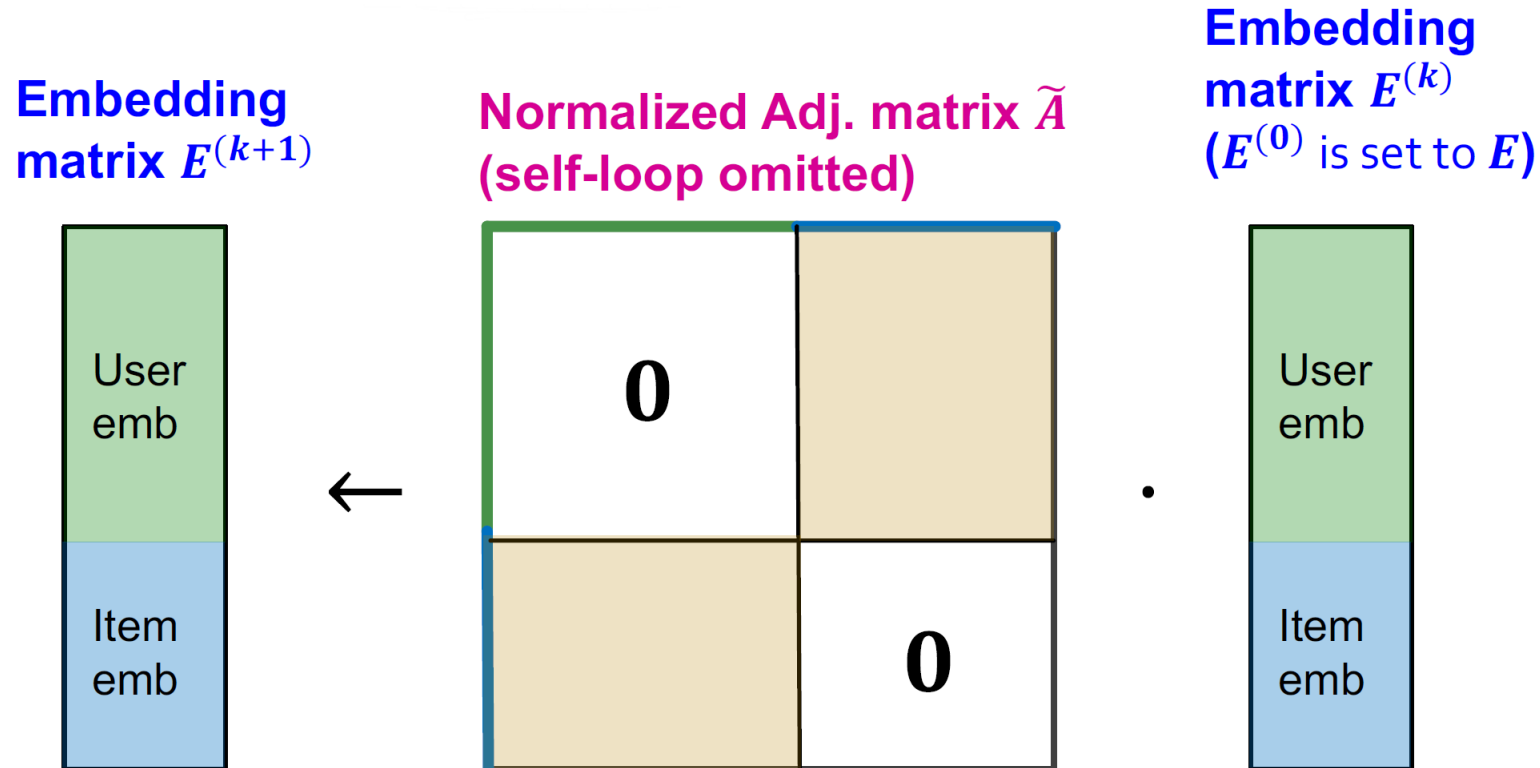 Embedding
matrix E^(k+1)
Normalized Adj. matrix Ã
(self-loop omitted)
Embedding
matrix E^(k)
(E^(0) is set to E)
User
emb
Item
emb
←
0
0
·
User
emb
Item
emb